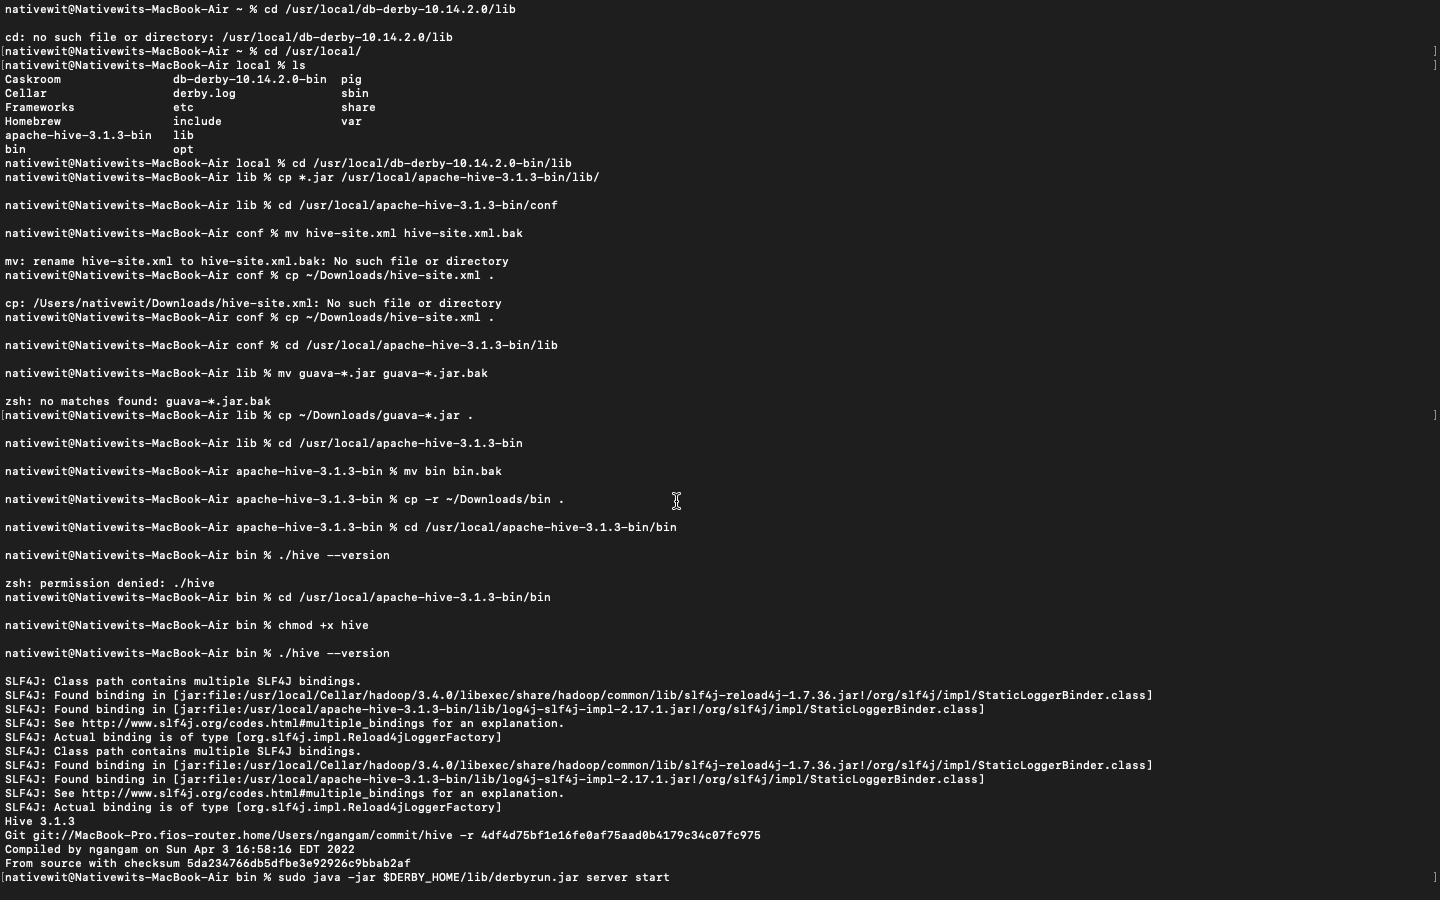 nativewit@Nativewits-MacBook-Air ~ % cd /usr/local/db-derby-10.14.2.0/lib
cd: no such file or directory: /usr/local/db-derby-10.14.2.0/lib
[nativewit@Nativewits-MacBook-Air ~ % cd /usr/local/ ]
[nativewit@Nativewits-MacBook-Air local % ls ]
Caskroom db-derby-10.14.2.0-bin pig
Cellar derby.log sbin
Frameworks etc share
Homebrew include var
apache-hive-3.1.3-bin lib
bin opt
nativewit@Nativewits-MacBook-Air local % cd /usr/local/db-derby-10.14.2.0-bin/lib
nativewit@Nativewits-MacBook-Air lib % cp *.jar /usr/local/apache-hive-3.1.3-bin/lib/
nativewit@Nativewits-MacBook-Air lib % cd /usr/local/apache-hive-3.1.3-bin/conf
nativewit@Nativewits-MacBook-Air conf % mv hive-site.xml hive-site.xml.bak
mv: rename hive-site.xml to hive-site.xml.bak: No such file or directory
nativewit@Nativewits-MacBook-Air conf % cp ~/Downloads/hive-site.xml .
cp: /Users/nativewit/Downloads/hive-site.xml: No such file or directory
nativewit@Nativewits-MacBook-Air conf % cp ~/Downloads/hive-site.xml .
nativewit@Nativewits-MacBook-Air conf % cd /usr/local/apache-hive-3.1.3-bin/lib
nativewit@Nativewits-MacBook-Air lib % mv guava-*.jar guava-*.jar.bak
zsh: no matches found: guava-*.jar.bak
[nativewit@Nativewits-MacBook-Air lib % cp ~/Downloads/guava-*.jar . ]
nativewit@Nativewits-MacBook-Air lib % cd /usr/local/apache-hive-3.1.3-bin
nativewit@Nativewits-MacBook-Air apache-hive-3.1.3-bin % mv bin bin.bak
nativewit@Nativewits-MacBook-Air apache-hive-3.1.3-bin % cp -r ~/Downloads/bin .
nativewit@Nativewits-MacBook-Air apache-hive-3.1.3-bin % cd /usr/local/apache-hive-3.1.3-bin/bin
nativewit@Nativewits-MacBook-Air bin % ./hive --version
zsh: permission denied: ./hive
nativewit@Nativewits-MacBook-Air bin % cd /usr/local/apache-hive-3.1.3-bin/bin
nativewit@Nativewits-MacBook-Air bin % chmod +x hive
nativewit@Nativewits-MacBook-Air bin % ./hive --version
SLF4J: Class path contains multiple SLF4J bindings.
SLF4J: Found binding in [jar:file:/usr/local/Cellar/hadoop/3.4.0/libexec/share/hadoop/common/lib/slf4j-reload4j-1.7.36.jar!/org/slf4j/impl/StaticLoggerBinder.class]
SLF4J: Found binding in [jar:file:/usr/local/apache-hive-3.1.3-bin/lib/log4j-slf4j-impl-2.17.1.jar!/org/slf4j/impl/StaticLoggerBinder.class]
SLF4J: See http://www.slf4j.org/codes.html#multiple_bindings for an explanation.
SLF4J: Actual binding is of type [org.slf4j.impl.Reload4jLoggerFactory]
SLF4J: Class path contains multiple SLF4J bindings.
SLF4J: Found binding in [jar:file:/usr/local/Cellar/hadoop/3.4.0/libexec/share/hadoop/common/lib/slf4j-reload4j-1.7.36.jar!/org/slf4j/impl/StaticLoggerBinder.class]
SLF4J: Found binding in [jar:file:/usr/local/apache-hive-3.1.3-bin/lib/log4j-slf4j-impl-2.17.1.jar!/org/slf4j/impl/StaticLoggerBinder.class]
SLF4J: See http://www.slf4j.org/codes.html#multiple_bindings for an explanation.
SLF4J: Actual binding is of type [org.slf4j.impl.Reload4jLoggerFactory]
Hive 3.1.3
Git git://MacBook-Pro.fios-router.home/Users/ngangam/commit/hive -r 4df4d75bf1e16fe0af75aad0b4179c34c07fc975
Compiled by ngangam on Sun Apr 3 16:58:16 EDT 2022
From source with checksum 5da234766db5dfbe3e92926c9bbab2af
[nativewit@Nativewits-MacBook-Air bin % sudo java -jar $DERBY_HOME/lib/derbyrun.jar server start ]